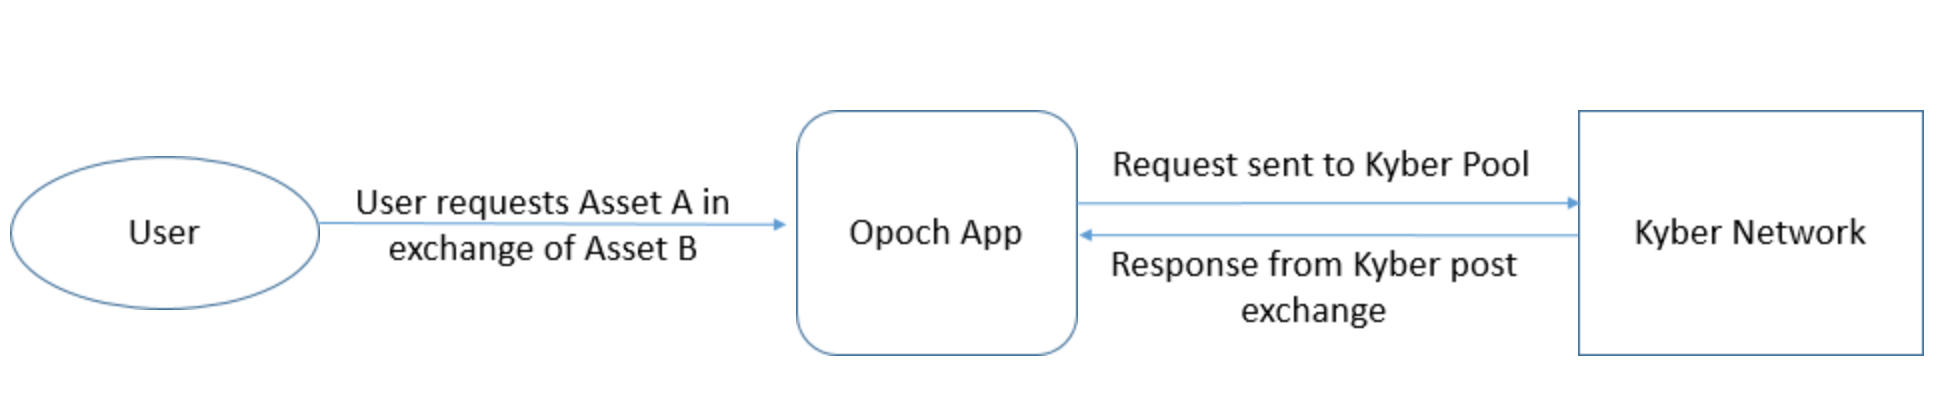 User
User requests Asset A in
exchange of Asset B
Opoch App
Request sent to Kyber Pool
Response from Kyber post
exchange
Kyber Network